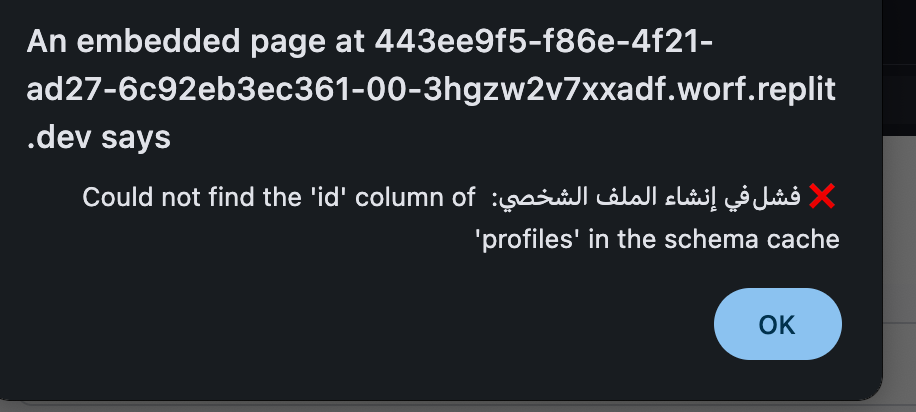 An embedded page at 443ee9f5-f86e-4f21-
ad27-6c92eb3ec361-00-3hgzw2v7xxadf.worf.replit
.dev says
❌ فشل في إنشاء الملف الشخصي: Could not find the 'id' column of
'profiles' in the schema cache
OK